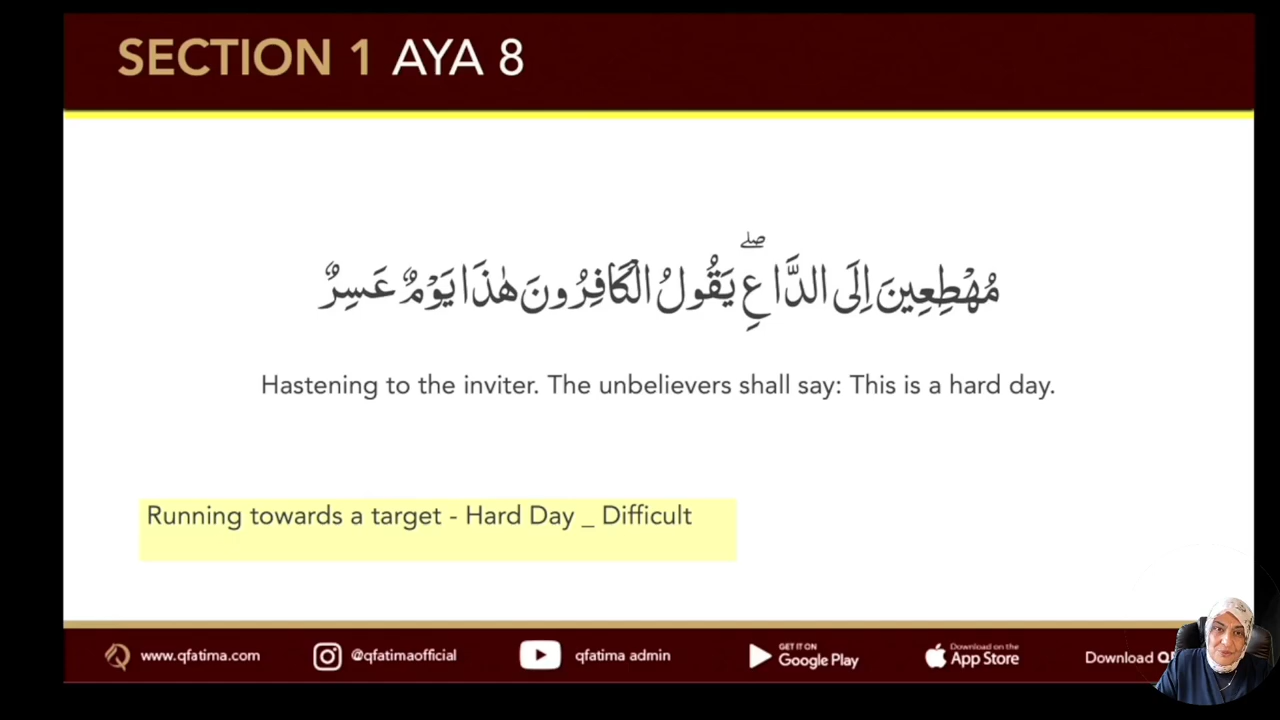 SECTION 1 AYA 8
مُهْطِعِينَ إِلَى الدَّاعِ ۖ يَقُولُ الْكَافِرُونَ هٰذَا يَوْمٌ عَسِرٌ
Hastening to the inviter. The unbelievers shall say: This is a hard day.
Running towards a target - Hard Day _ Difficult
www.qfatima.com @qfatimaofficial qfatima admin GET IT ON Google Play Download on the App Store Download